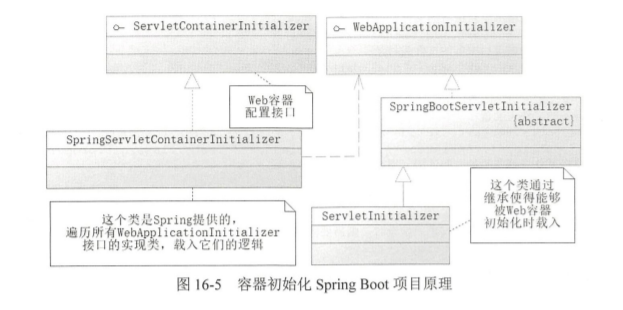 ServletContainerInitializer
WebApplicationInitializer
Web容器
配置接口
SpringBootServletInitializer
{abstract}
SpringServletContainerInitializer
这个类是Spring提供的，
遍历所有WebApplicationInitializer
接口的实现类，载入它们的逻辑
ServletInitializer
这个类通过
继承使得能够
被Web容器
初始化时载入
图 16-5 容器初始化 Spring Boot 项目原理